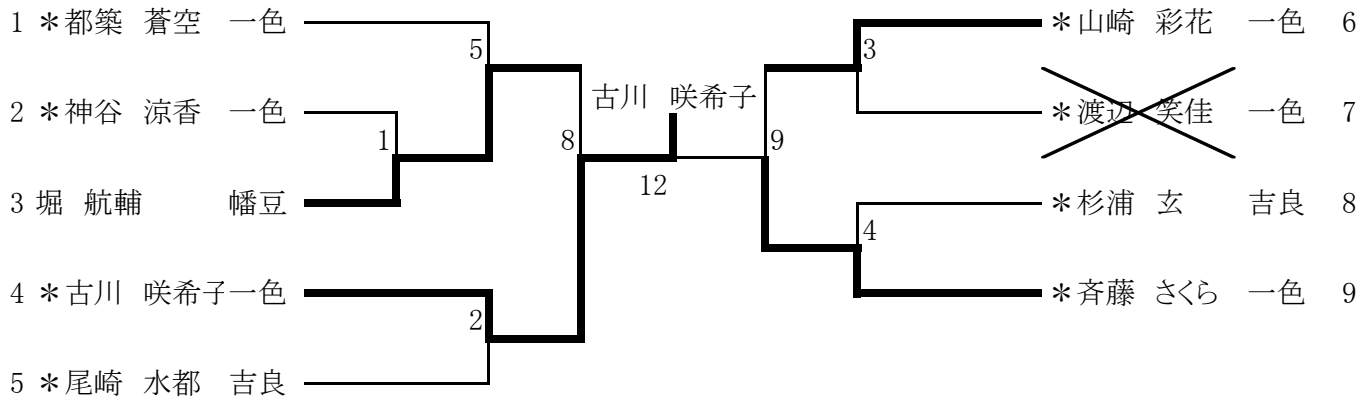 1 ＊都築 蒼空 一色
5
2 ＊神谷 涼香 一色
1
3 堀 航輔 幡豆
8
4 ＊古川 咲希子一色
2
5 ＊尾崎 水都 吉良
古川 咲希子
12
＊山崎 彩花 一色 6
3
＊渡辺 笑佳 一色 7
9
＊杉浦 玄 吉良 8
4
＊斉藤 さくら 一色 9